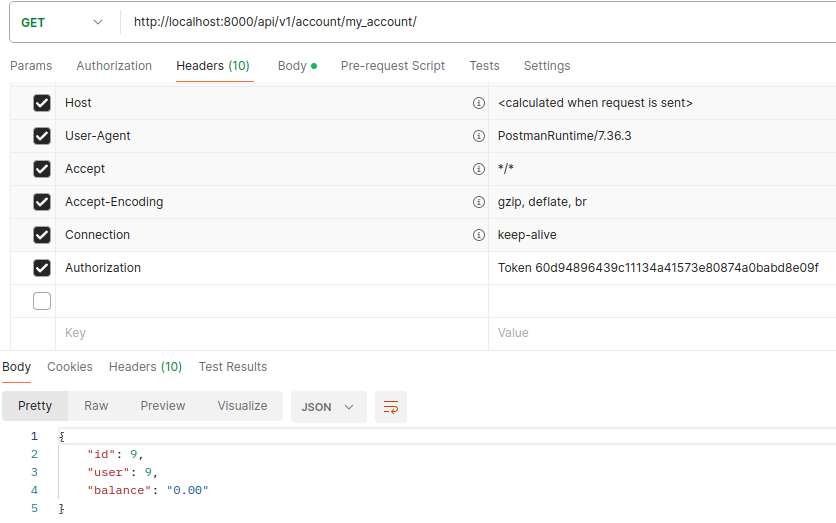 GET http://localhost:8000/api/v1/account/my_account/
Params Authorization Headers (10) Body Pre-request Script Tests Settings
Host <calculated when request is sent>
User-Agent PostmanRuntime/7.36.3
Accept */*
Accept-Encoding gzip, deflate, br
Connection keep-alive
Authorization Token 60d94896439c11134a41573e80874a0babd8e09f
Key Value
Body Cookies Headers (10) Test Results
Pretty Raw Preview Visualize JSON
1 {
2 "id": 9,
3 "user": 9,
4 "balance": "0.00"
5 }